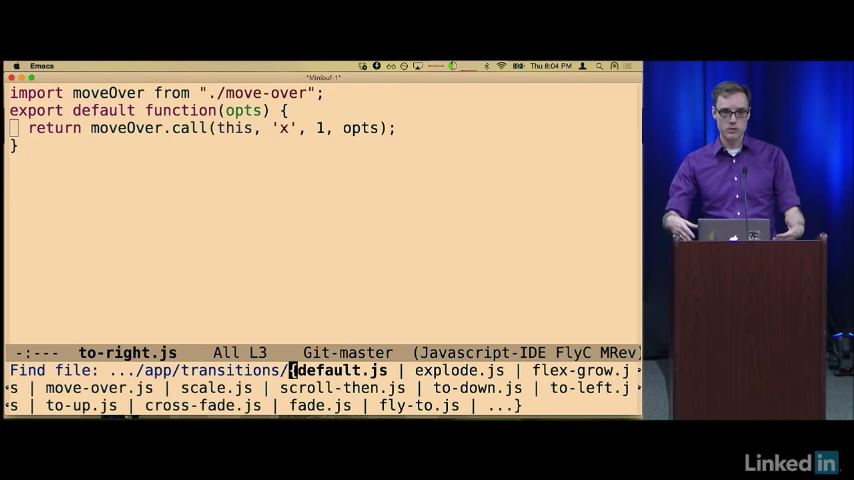 Emacs
Thu 8:04 PM
*Minibuf-1*
import moveOver from "./move-over";
export default function(opts) {
return moveOver.call(this, 'x', 1, opts);
}
-:--- to-right.js All L3 Git-master (Javascript-IDE FlyC MRev)
Find file: .../app/transitions/{default.js | explode.js | flex-grow.j
s | move-over.js | scale.js | scroll-then.js | to-down.js | to-left.j
s | to-up.js | cross-fade.js | fade.js | fly-to.js | ...}
LinkedIn